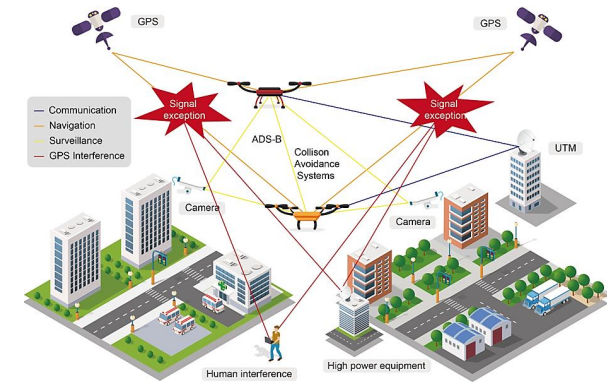 GPS
GPS
Signal
exception
Signal
exception
Communication
Navigation
Surveillance
GPS Interference
ADS-B
Collison
Avoidance
Systems
UTM
Camera
Camera
Human interference
High power equipment